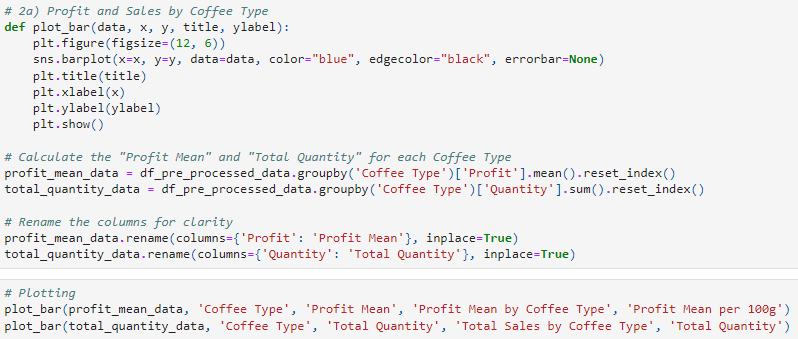 # 2a) Profit and Sales by Coffee Type
def plot_bar(data, x, y, title, ylabel):
    plt.figure(figsize=(12, 6))
    sns.barplot(x=x, y=y, data=data, color="blue", edgecolor="black", errorbar=None)
    plt.title(title)
    plt.xlabel(x)
    plt.ylabel(ylabel)
    plt.show()

# Calculate the "Profit Mean" and "Total Quantity" for each Coffee Type
profit_mean_data = df_pre_processed_data.groupby('Coffee Type')['Profit'].mean().reset_index()
total_quantity_data = df_pre_processed_data.groupby('Coffee Type')['Quantity'].sum().reset_index()

# Rename the columns for clarity
profit_mean_data.rename(columns={'Profit': 'Profit Mean'}, inplace=True)
total_quantity_data.rename(columns={'Quantity': 'Total Quantity'}, inplace=True)

# Plotting
plot_bar(profit_mean_data, 'Coffee Type', 'Profit Mean', 'Profit Mean by Coffee Type', 'Profit Mean per 100g')
plot_bar(total_quantity_data, 'Coffee Type', 'Total Quantity', 'Total Sales by Coffee Type', 'Total Quantity')